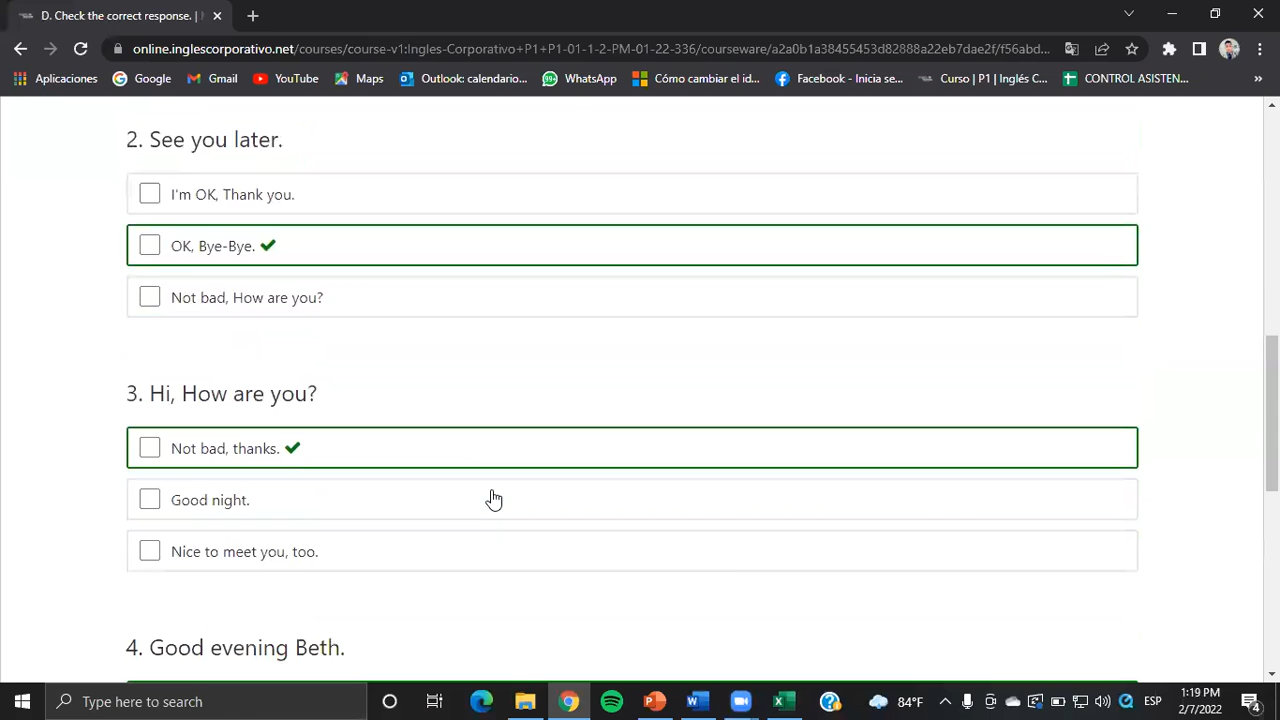 D. Check the correct response. |
online.inglescorporativo.net/courses/course-v1:Ingles-Corporativo+P1+P1-01-1-2-PM-01-22-336/courseware/a2a0b1a38455453d82888a22eb7dae2f/f56abd...
Aplicaciones Google Gmail YouTube Maps Outlook: calendario... 99+ WhatsApp Cómo cambiar el id... Facebook - Inicia se... Curso | P1 | Inglés C... CONTROL ASISTEN... »
2. See you later.
I'm OK, Thank you.
OK, Bye-Bye.
Not bad, How are you?
3. Hi, How are you?
Not bad, thanks.
Good night.
Nice to meet you, too.
4. Good evening Beth.
Type here to search
84°F
ESP
1:19 PM
2/7/2022
4